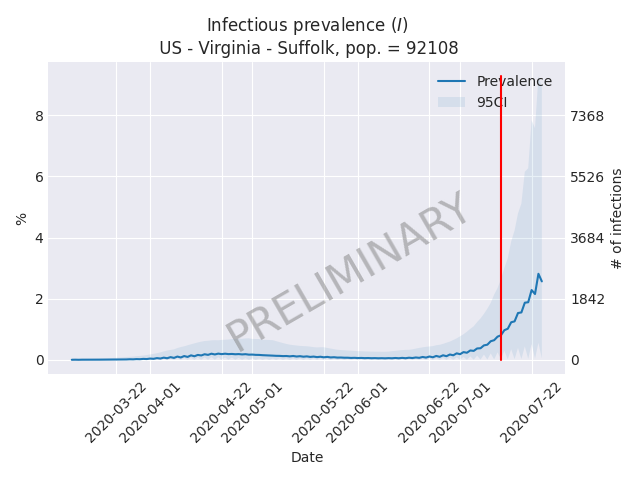 Infectious prevalence (I)
US - Virginia - Suffolk, pop. = 92108
Prevalence
95CI
8
6
4
2
0
%
7368
5526
3684
1842
0
# of infections
PRELIMINARY
2020-03-22
2020-04-01
2020-04-22
2020-05-01
2020-05-22
2020-06-01
2020-06-22
2020-07-01
2020-07-22
Date